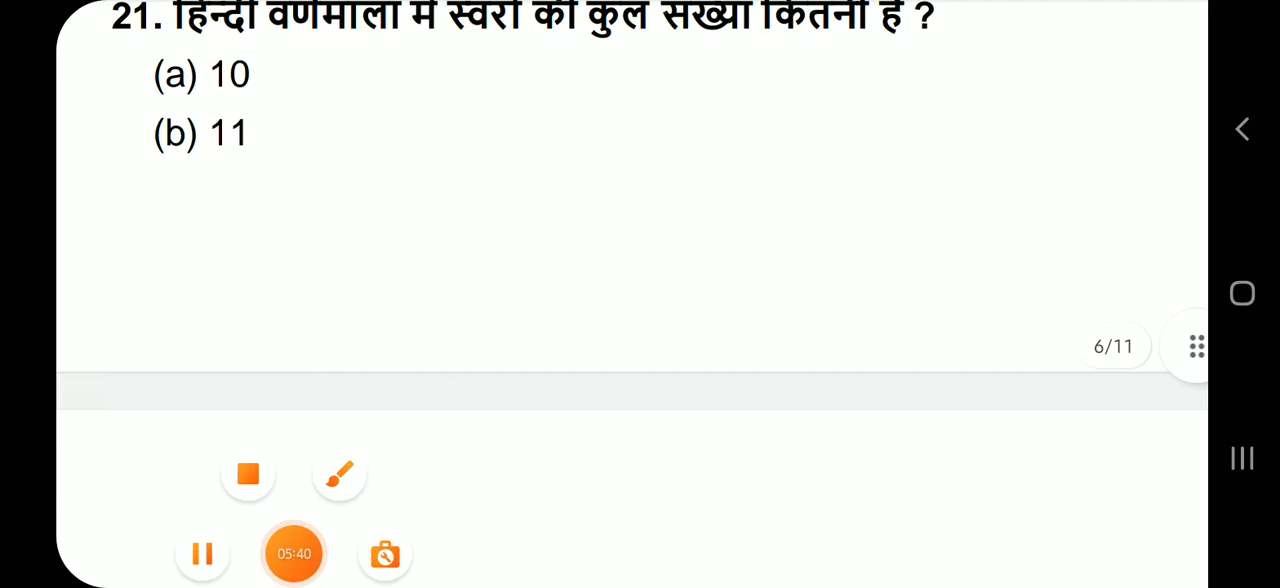 21. हिन्दी वर्णमाला में स्वरों की कुल संख्या कितनी है ?
(a) 10
(b) 11
6/11
05:40